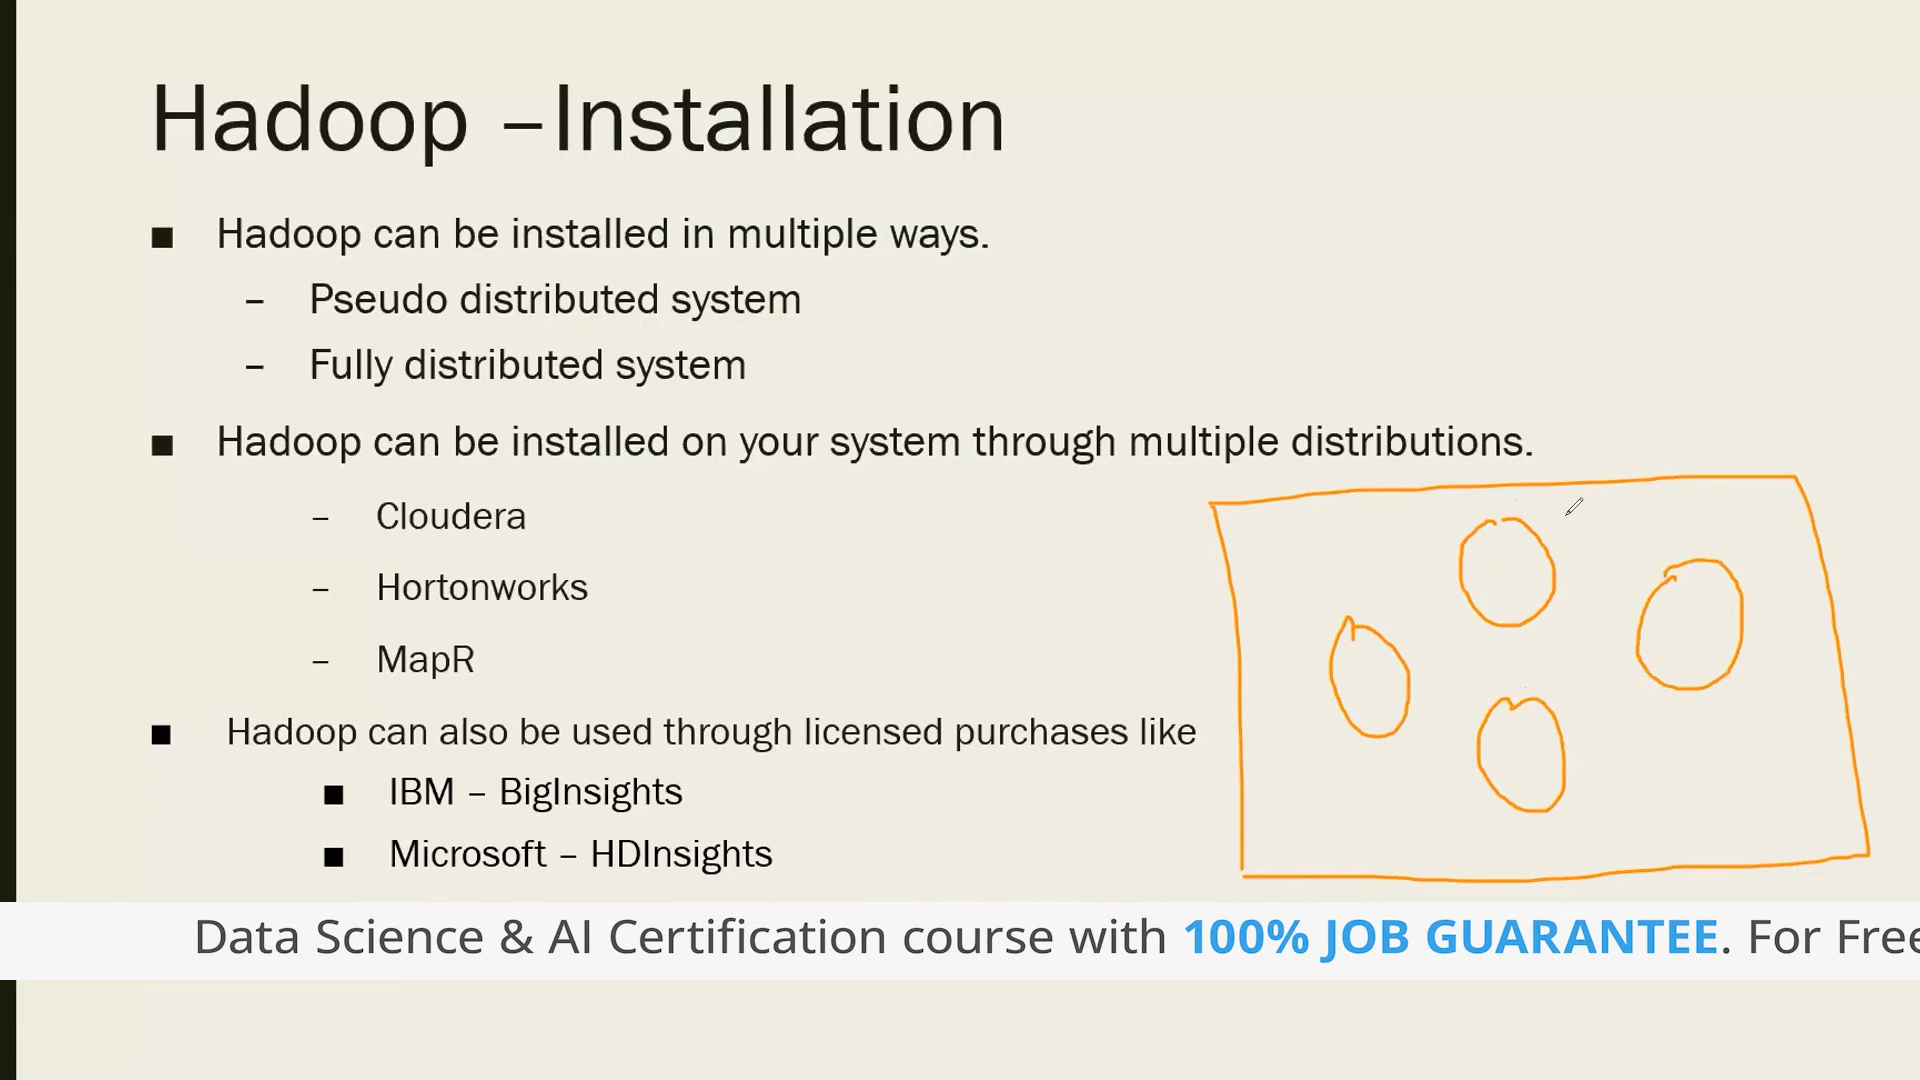 Hadoop –Installation
■ Hadoop can be installed in multiple ways.
– Pseudo distributed system
– Fully distributed system
■ Hadoop can be installed on your system through multiple distributions.
– Cloudera
– Hortonworks
– MapR
■ Hadoop can also be used through licensed purchases like
■ IBM – BigInsights
■ Microsoft – HDInsights
Data Science & AI Certification course with 100% JOB GUARANTEE. For Free